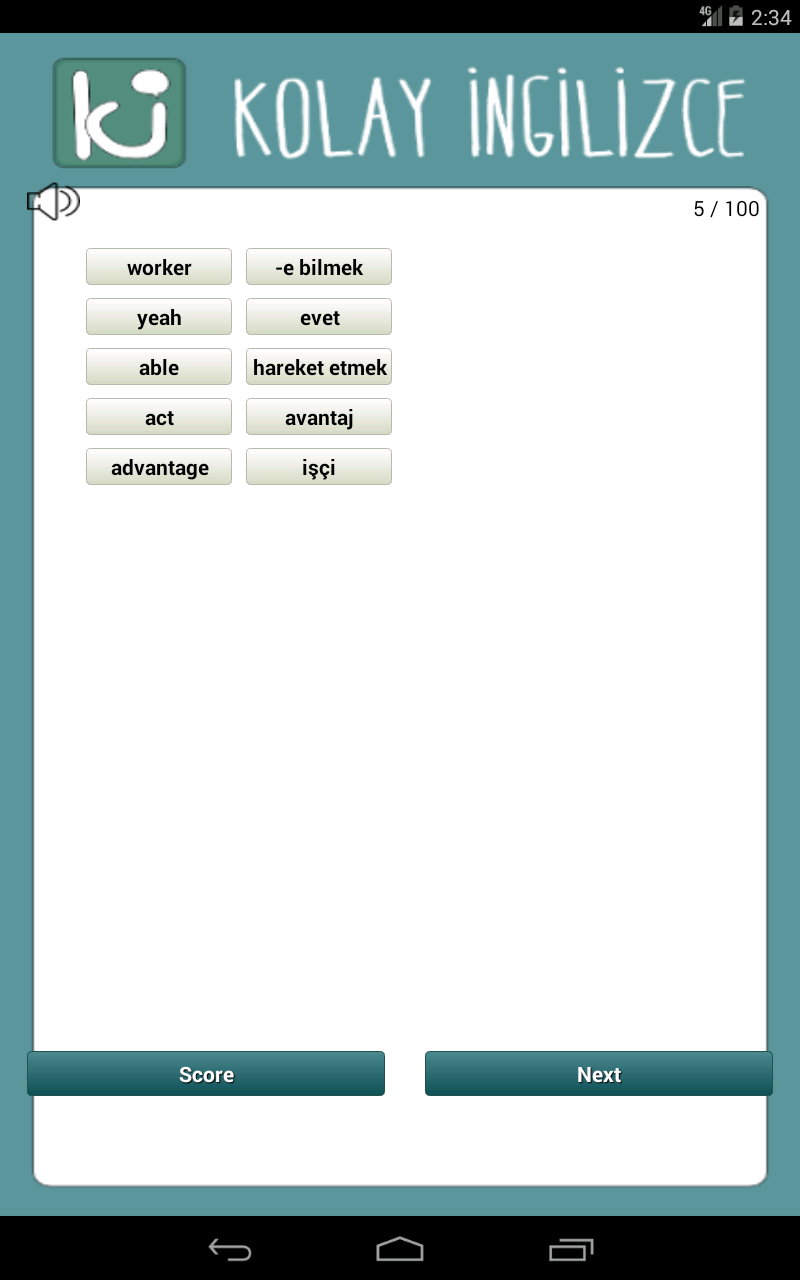 4G 2:34
ki KOLAY İNGİLİZCE
5 / 100
worker -e bilmek
yeah evet
able hareket etmek
act avantaj
advantage işçi
Score Next